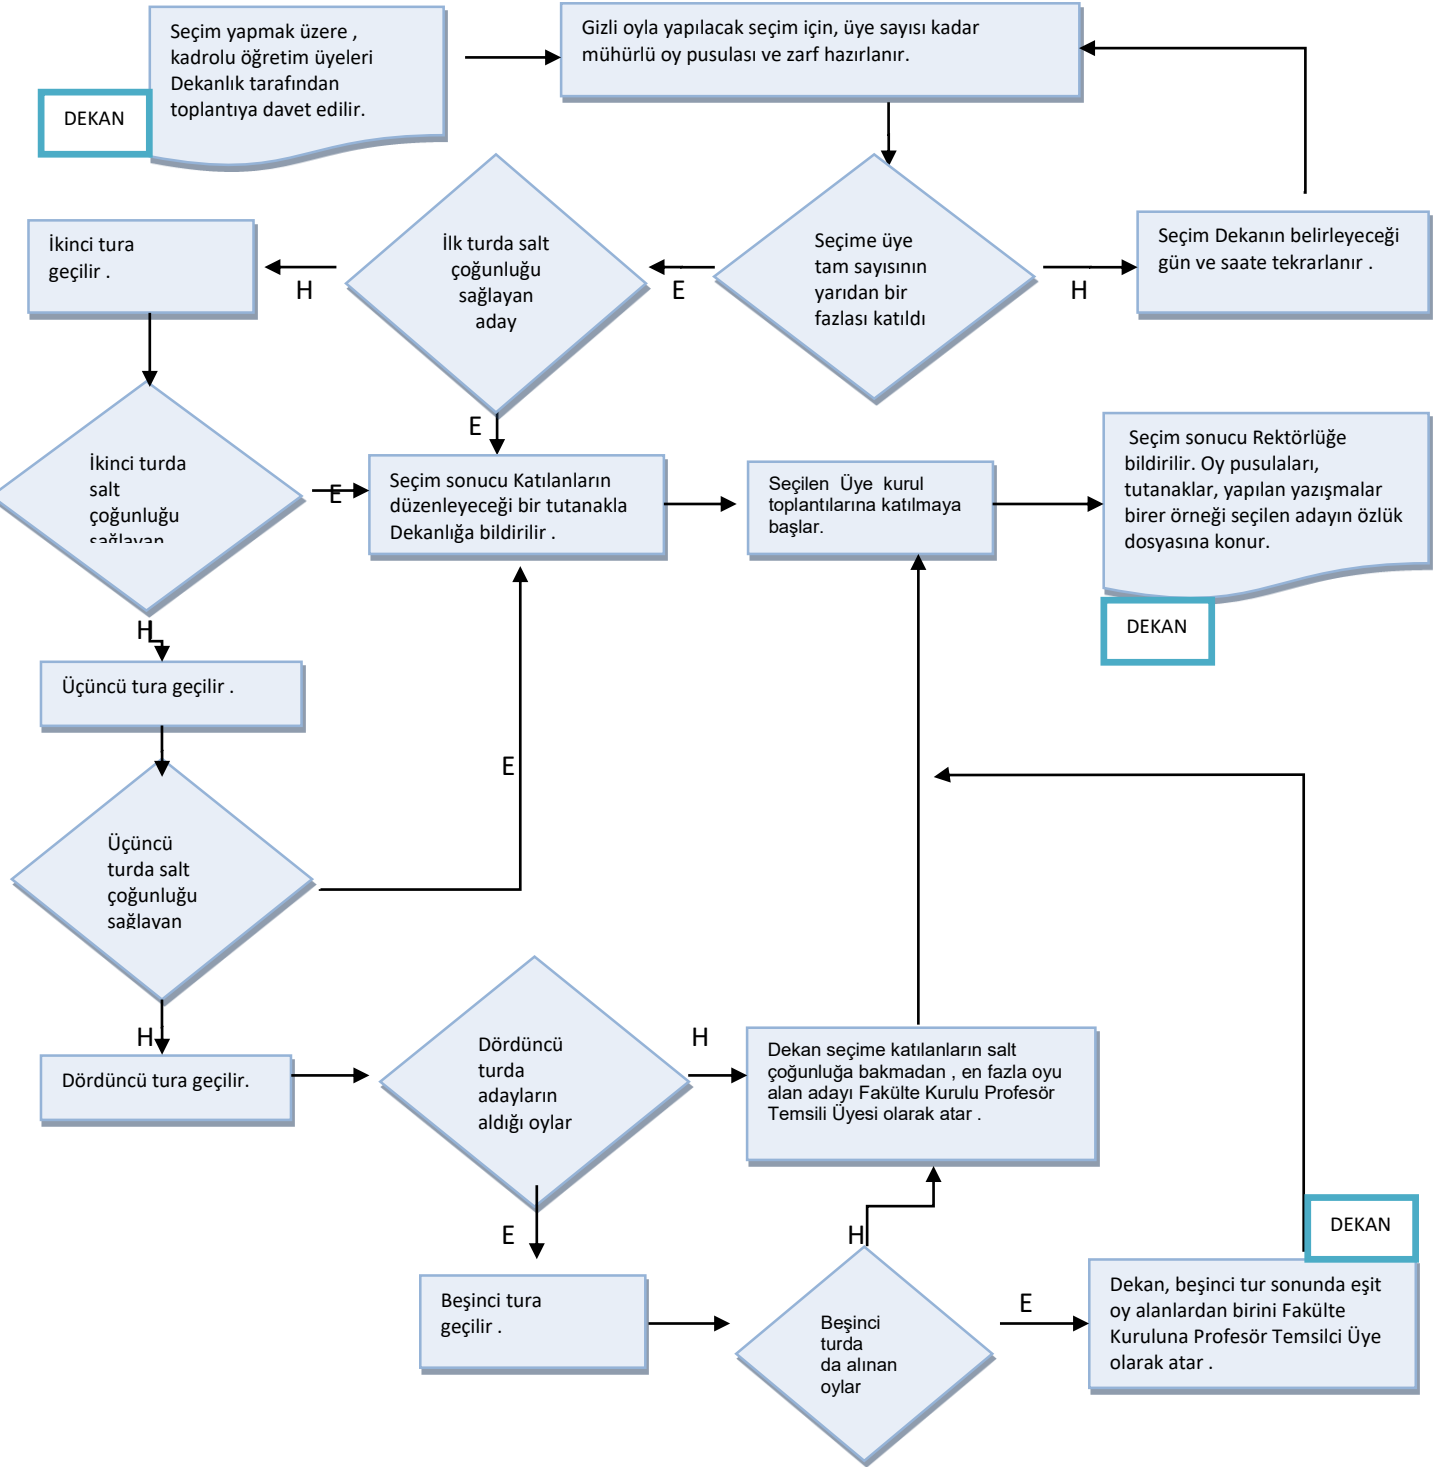 Seçim yapmak üzere ,
kadrolu öğretim üyeleri
Dekanlık tarafından
toplantıya davet edilir.
DEKAN
Gizli oyla yapılacak seçim için, üye sayısı kadar
mühürlü oy pusulası ve zarf hazırlanır.
İkinci tura
geçilir .
H
İlk turda salt
çoğunluğu
sağlayan
aday
E
Seçime üye
tam sayısının
yarıdan bir
fazlası katıldı
H
Seçim Dekanın belirleyeceği
gün ve saate tekrarlanır .
E
İkinci turda
salt
çoğunluğu
sağlayan
E
Seçim sonucu Katılanların
düzenleyeceği bir tutanakla
Dekanlığa bildirilir .
Seçilen Üye kurul
toplantılarına katılmaya
başlar.
Seçim sonucu Rektörlüğe
bildirilir. Oy pusulaları,
tutanaklar, yapılan yazışmalar
birer örneği seçilen adayın özlük
dosyasına konur.
DEKAN
H
Üçüncü tura geçilir .
E
Üçüncü
turda salt
çoğunluğu
sağlayan
H
Dördüncü tura geçilir.
Dördüncü
turda
adayların
aldığı oylar
H
Dekan seçime katılanların salt
çoğunluğa bakmadan , en fazla oyu
alan adayı Fakülte Kurulu Profesör
Temsili Üyesi olarak atar .
E
H
DEKAN
Beşinci tura
geçilir .
Beşinci
turda
da alınan
oylar
E
Dekan, beşinci tur sonunda eşit
oy alanlardan birini Fakülte
Kuruluna Profesör Temsilci Üye
olarak atar .